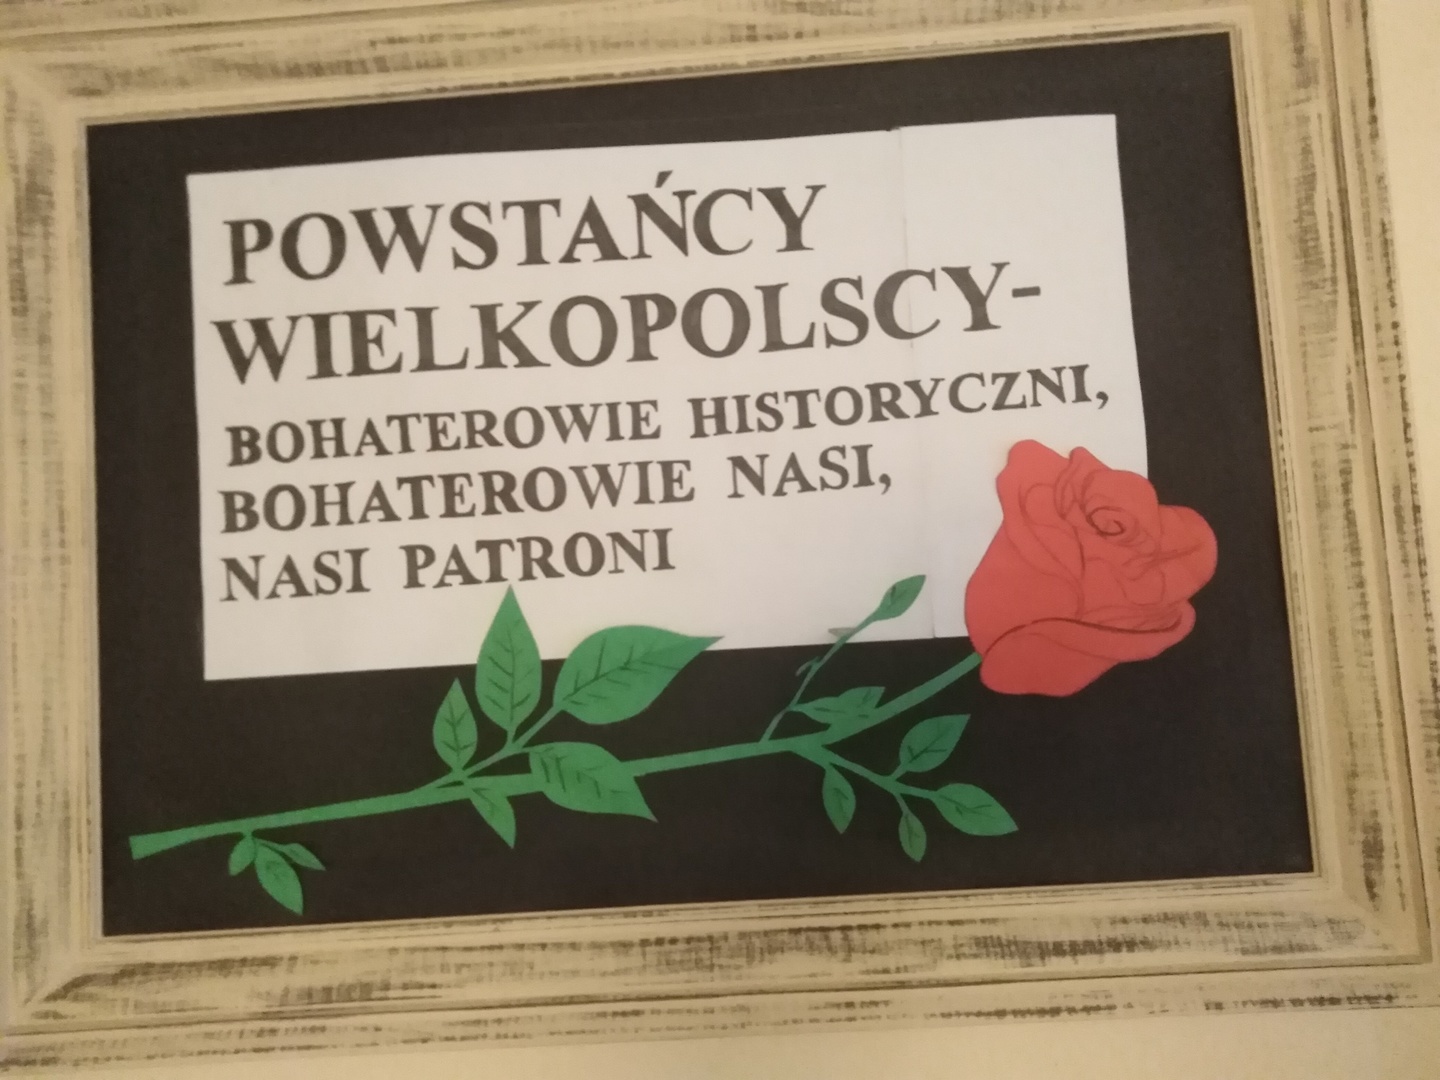 POWSTAŃCY
WIELKOPOLSCY-
BOHATEROWIE HISTORYCZNI,
BOHATEROWIE NASI,
NASI PATRONI